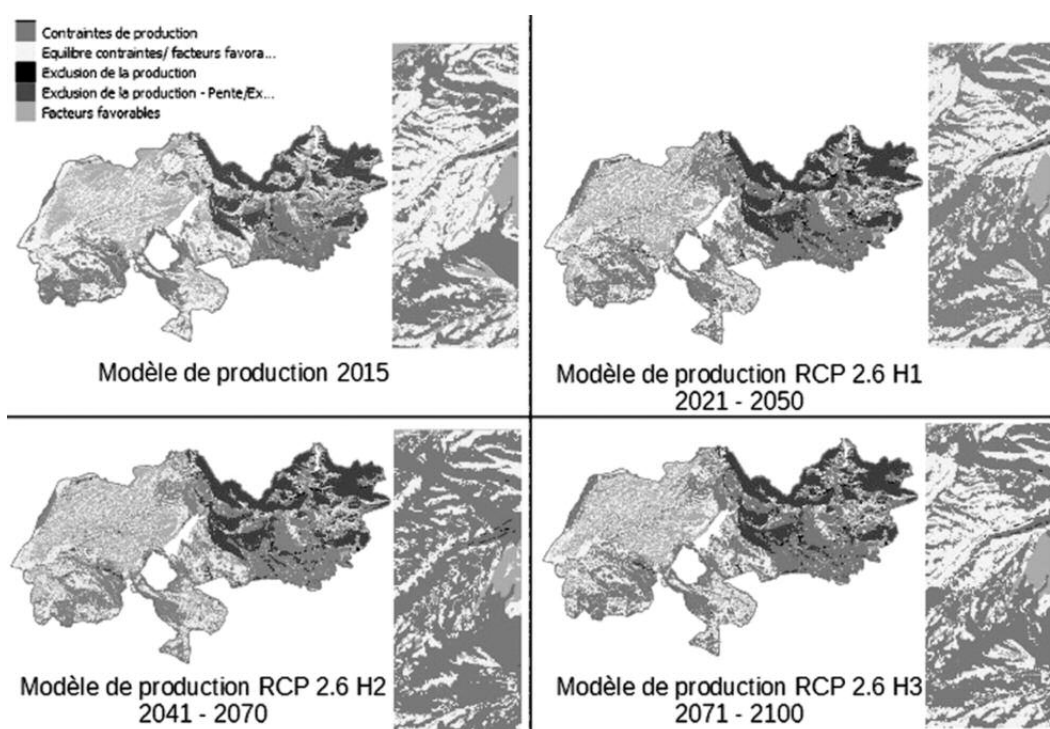 Contraintes de production
Equilibre contraintes/ facteurs favora...
Exclusion de la production
Exclusion de la production - Pente/Ex...
Facteurs favorables
Modèle de production 2015
Modèle de production RCP 2.6 H1
2021 - 2050
Modèle de production RCP 2.6 H2
2041 - 2070
Modèle de production RCP 2.6 H3
2071 - 2100